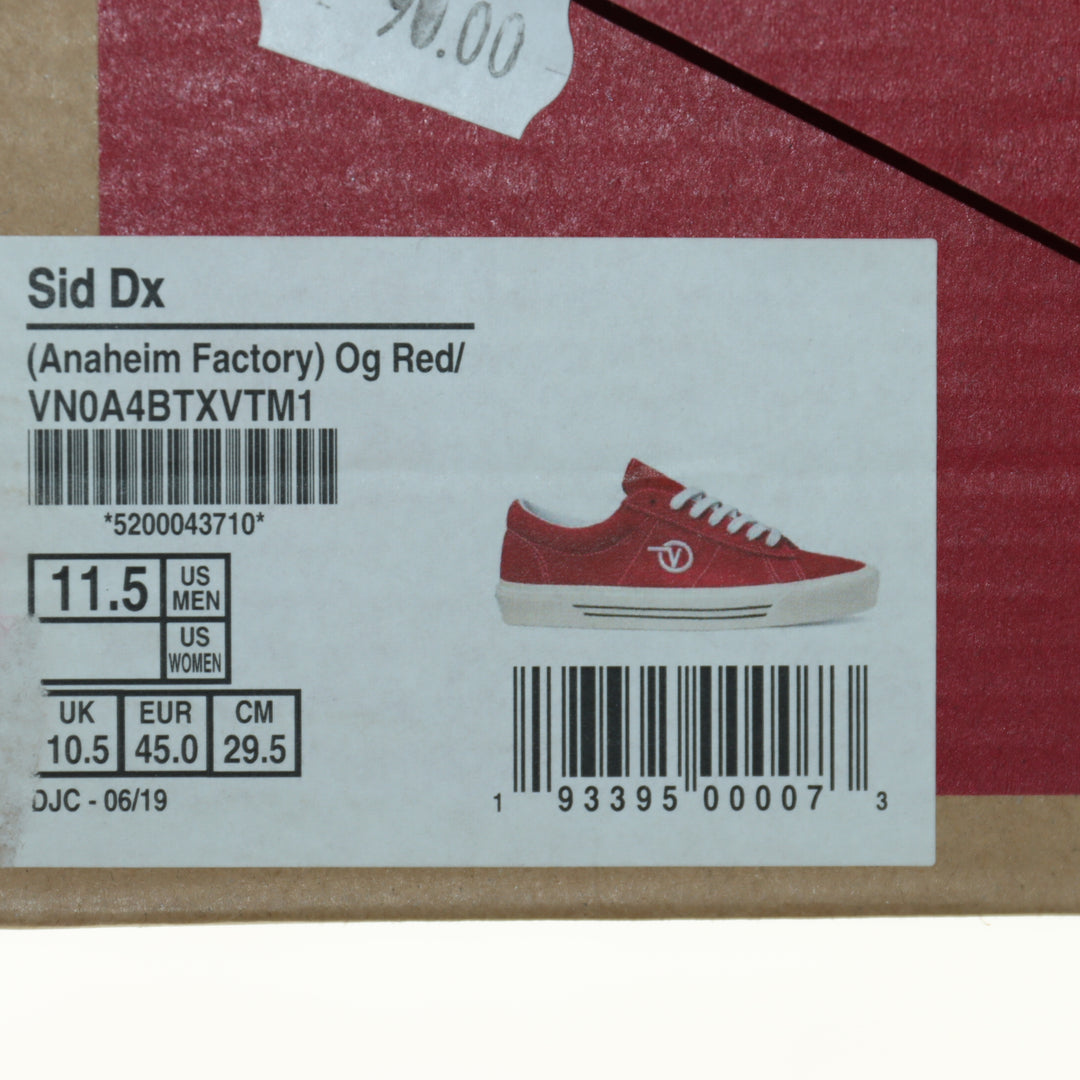 90.00
Sid Dx
(Anaheim Factory) Og Red/
VN0A4BTXVTM1
*5200043710*
11.5 US MEN
US WOMEN
UK EUR CM
10.5 45.0 29.5
DJC - 06/19
V
1 93395 00007 3